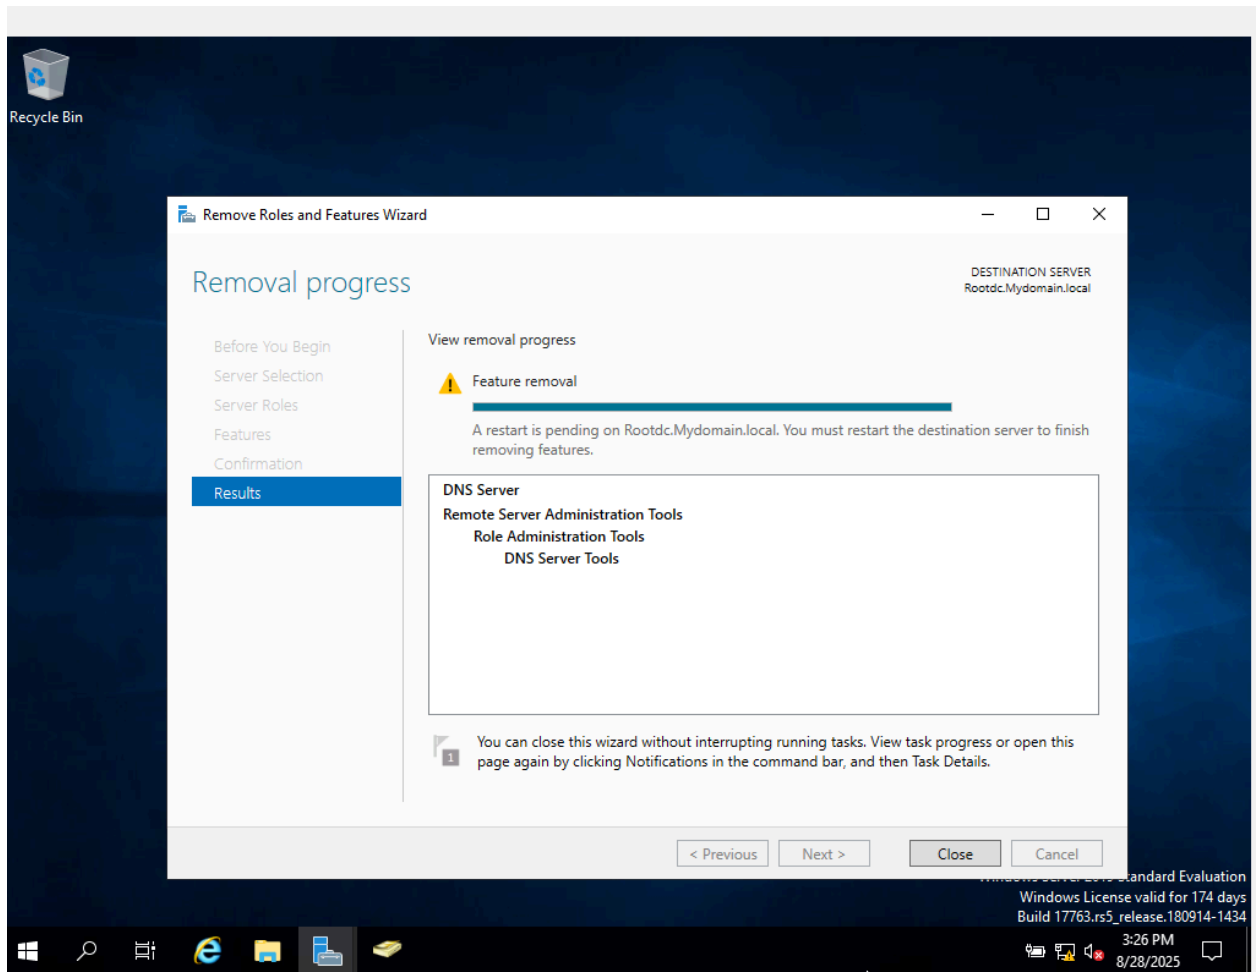 Recycle Bin
Remove Roles and Features Wizard
Removal progress
DESTINATION SERVER
Rootdc.Mydomain.local
Before You Begin
Server Selection
Server Roles
Features
Confirmation
Results
View removal progress
Feature removal
A restart is pending on Rootdc.Mydomain.local. You must restart the destination server to finish
removing features.
DNS Server
Remote Server Administration Tools
Role Administration Tools
DNS Server Tools
1
You can close this wizard without interrupting running tasks. View task progress or open this
page again by clicking Notifications in the command bar, and then Task Details.
< Previous
Next >
Close
Cancel
Standard Evaluation
Windows License valid for 174 days
Build 17763.rs5_release.180914-1434
3:26 PM
8/28/2025